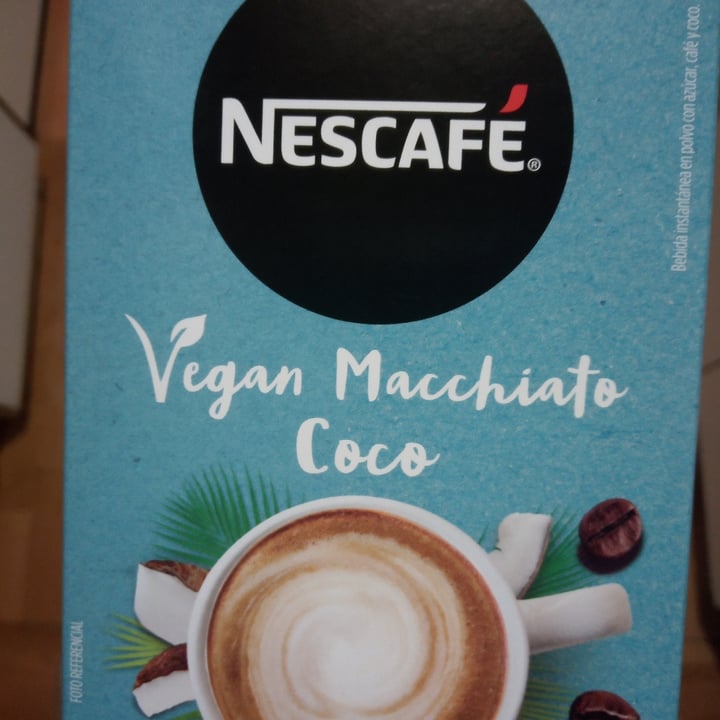 NESCAFÉ®
Vegan Macchiato
Coco
Bebida instantánea en polvo con azúcar, café y coco.
FOTO REFERENCIAL